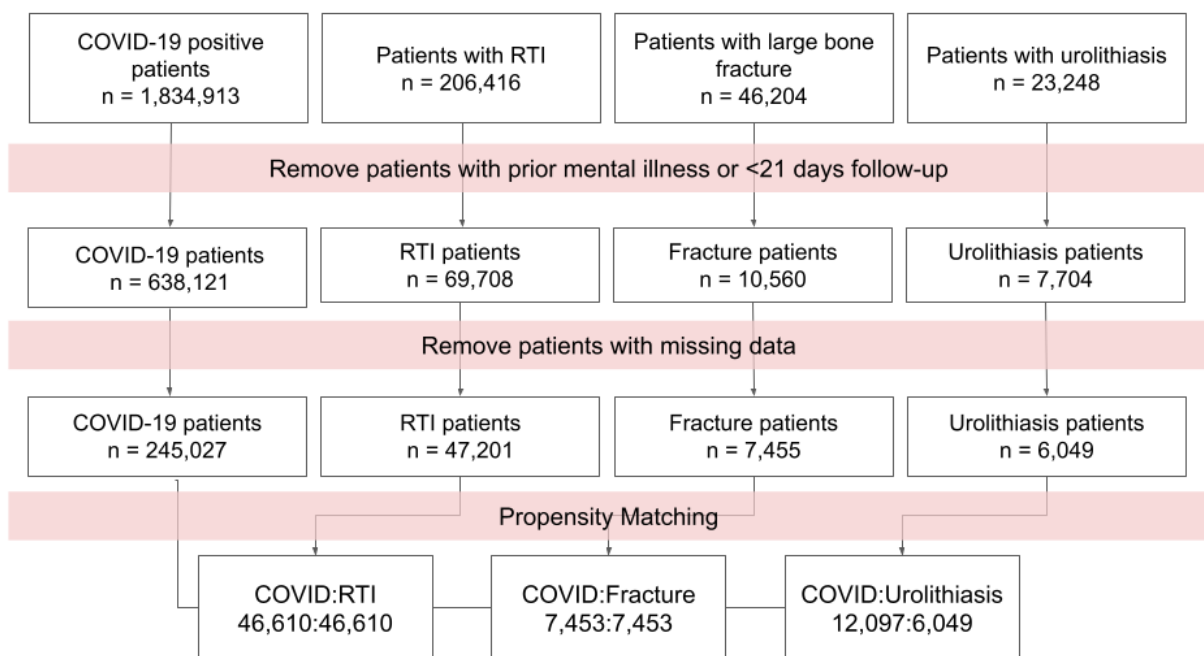 COVID-19 positive
patients
n = 1,834,913
Patients with RTI
n = 206,416
Patients with large bone
fracture
n = 46,204
Patients with urolithiasis
n = 23,248
Remove patients with prior mental illness or <21 days follow-up
COVID-19 patients
n = 638,121
RTI patients
n = 69,708
Fracture patients
n = 10,560
Urolithiasis patients
n = 7,704
Remove patients with missing data
COVID-19 patients
n = 245,027
RTI patients
n = 47,201
Fracture patients
n = 7,455
Urolithiasis patients
n = 6,049
Propensity Matching
COVID:RTI
46,610:46,610
COVID:Fracture
7,453:7,453
COVID:Urolithiasis
12,097:6,049